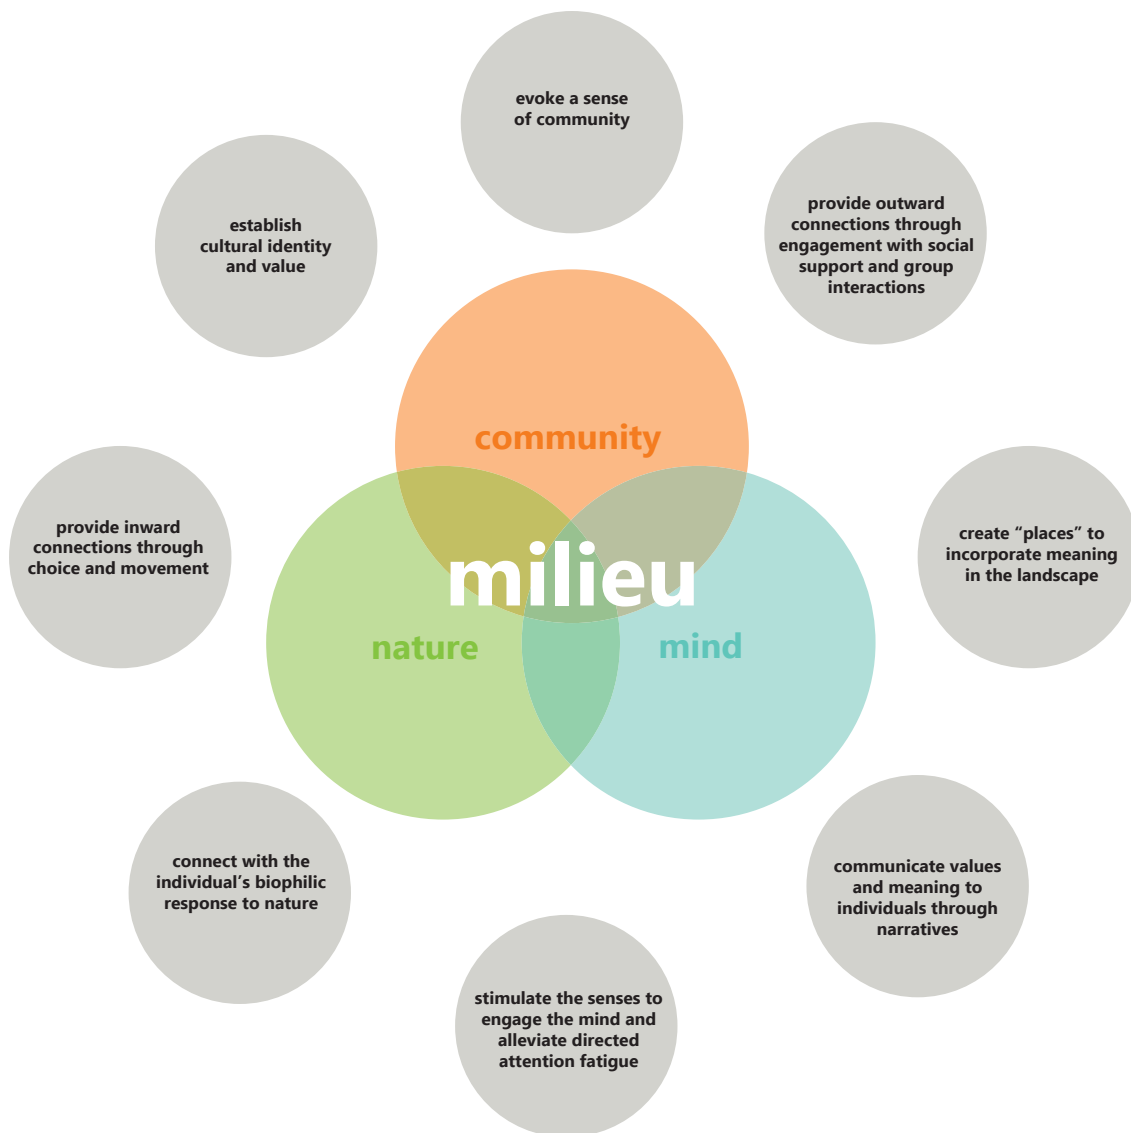 evoke a sense
of community
provide outward
connections through
engagement with social
support and group
interactions
establish
cultural identity
and value
community
provide inward
connections through
choice and movement
create “places” to
incorporate meaning
in the landscape
milieu
nature
mind
connect with the
individual’s biophilic
response to nature
communicate values
and meaning to
individuals through
narratives
stimulate the senses to
engage the mind and
alleviate directed
attention fatigue